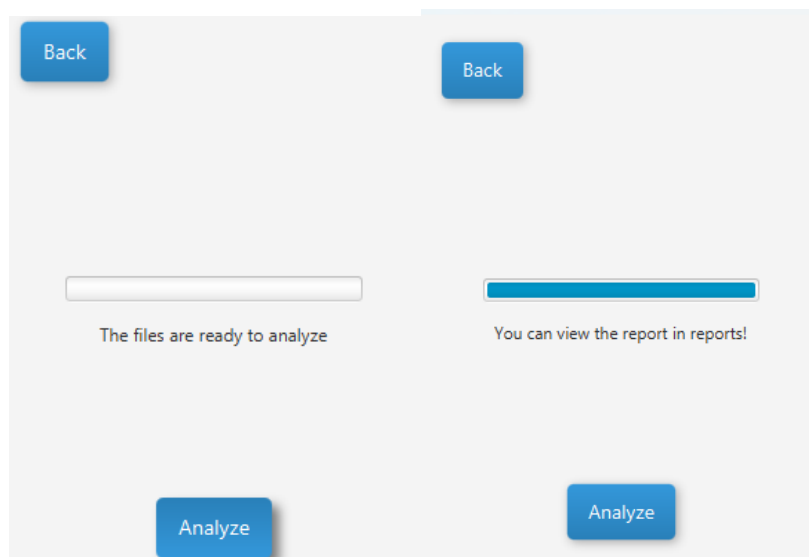 Back
The files are ready to analyze
Analyze
Back
You can view the report in reports!
Analyze